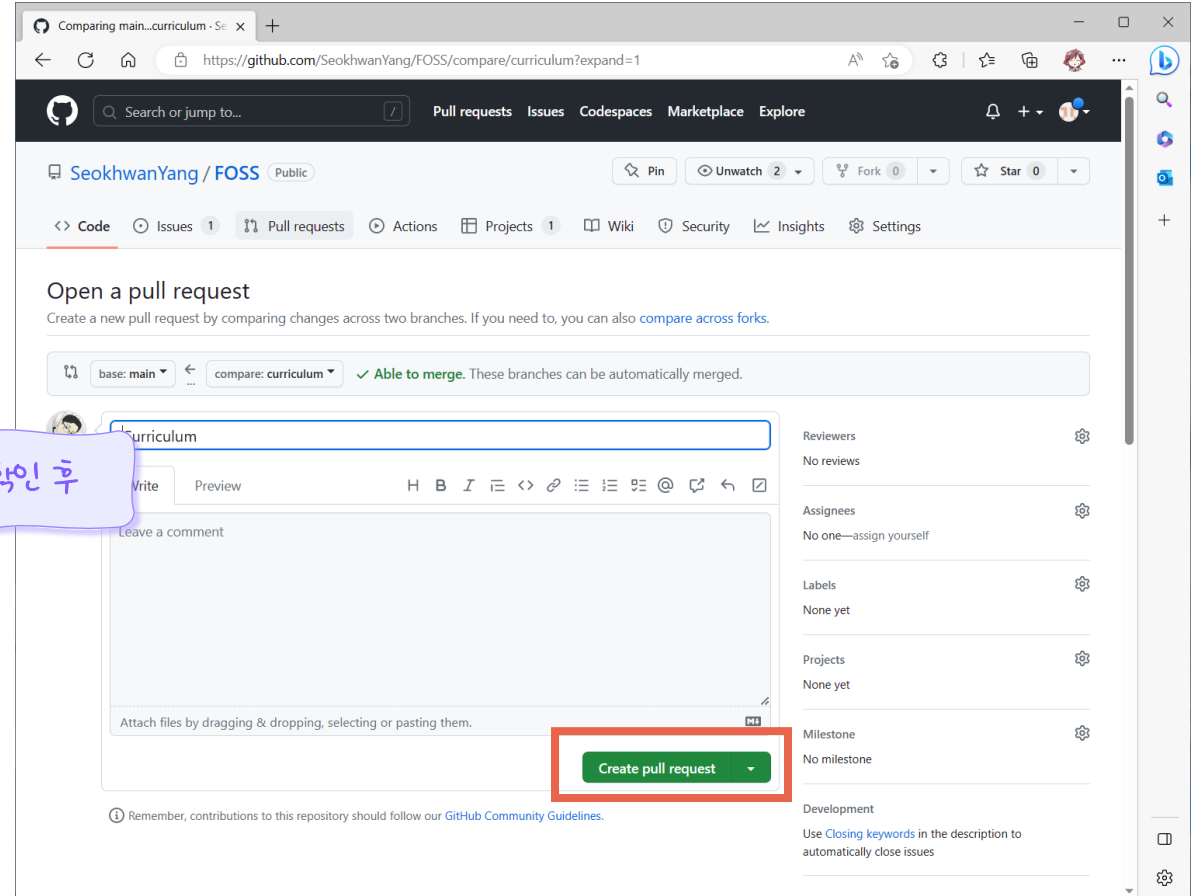 Comparing main...curriculum · Se
https://github.com/SeokhwanYang/FOSS/compare/curriculum?expand=1
Search or jump to... /
Pull requests Issues Codespaces Marketplace Explore
SeokhwanYang / FOSS Public
Pin Unwatch 2 Fork 0 Star 0
Code Issues 1 Pull requests Actions Projects 1 Wiki Security Insights Settings
Open a pull request
Create a new pull request by comparing changes across two branches. If you need to, you can also compare across forks.
base: main ... compare: curriculum Able to merge. These branches can be automatically merged.
Curriculum
확인 후
Write Preview H B I
Leave a comment
Attach files by dragging & dropping, selecting or pasting them.
Create pull request
Remember, contributions to this repository should follow our GitHub Community Guidelines.
Reviewers
No reviews
Assignees
No one—assign yourself
Labels
None yet
Projects
None yet
Milestone
No milestone
Development
Use Closing keywords in the description to
automatically close issues